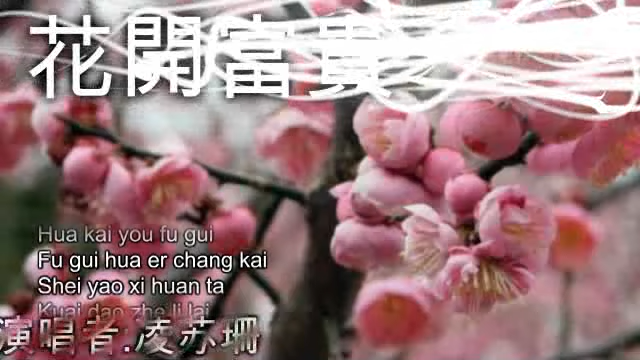 花開富貴
Hua kai you fu gui
Fu gui hua er chang kai
Shei yao xi huan ta
Kuai dao zhe li lai
演唱者:凌苏珊